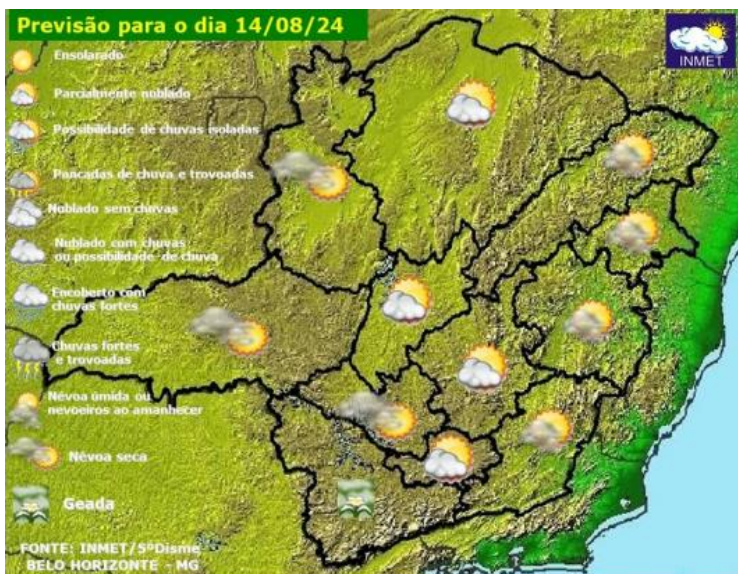 Previsão para o dia 14/08/24
INMET
Ensolarado
Parcialmente nublado
Possibilidade de chuvas isoladas
Pancadas de chuva e trovoadas
Nublado sem chuvas
Nublado com chuvas
ou possibilidade de chuva
Encoberto com
chuvas fortes
Chuvas fortes
e trovoadas
Névoa úmida ou
nevoeiros ao amanhecer
Névoa seca
Geada
FONTE: INMET/5ºDisme
BELO HORIZONTE - MG